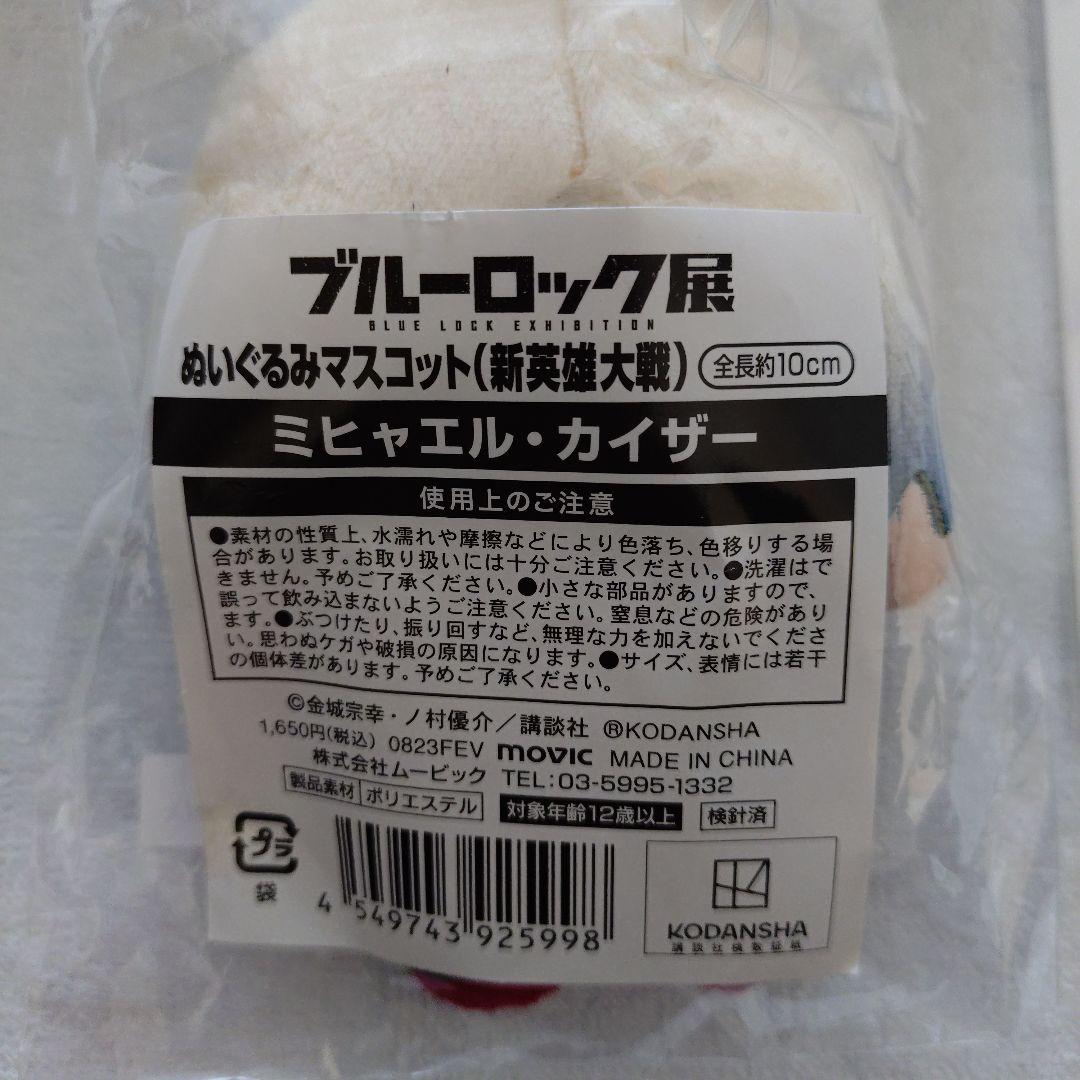 ブルーロック展
BLUE LOCK EXHIBITION
ぬいぐるみマスコット(新英雄大戦) 全長約10cm
ミヒャエル・カイザー
使用上のご注意
●素材の性質上、水濡れや摩擦などにより色落ち、色移りする場
合があります。お取り扱いには十分ご注意ください。●洗濯はで
きません。予めご了承ください。●小さな部品がありますので、
誤って飲み込まないようご注意ください。窒息などの危険があり
ます。●ぶつけたり、振り回すなど、無理な力を加えないでくださ
い。思わぬケガや破損の原因になります。●サイズ、表情には若干
の個体差があります。予めご了承ください。
©金城宗幸・ノ村優介/講談社 ®KODANSHA
1,650円(税込) 0823FEV movic MADE IN CHINA
株式会社ムービック TEL:03-5995-1332
製品素材 ポリエステル 対象年齢12歳以上 検針済
プラ
袋
4 549743 925998
KODANSHA